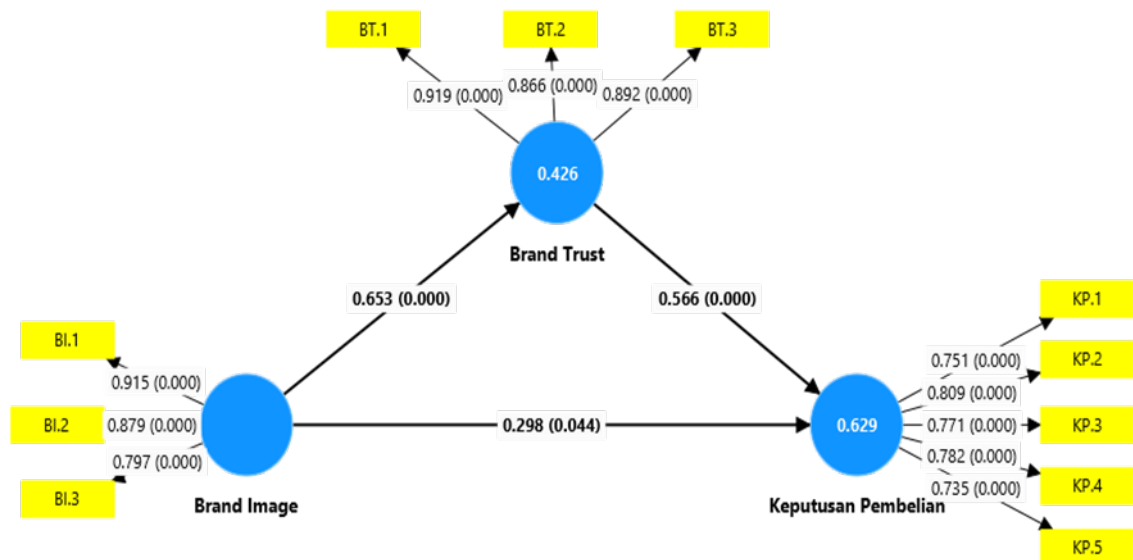 BT.1
BT.2
BT.3
0.919 (0.000)
0.866 (0.000)
0.892 (0.000)
0.426
Brand Trust
0.653 (0.000)
0.566 (0.000)
BI.1
BI.2
BI.3
0.915 (0.000)
0.879 (0.000)
0.797 (0.000)
Brand Image
0.298 (0.044)
0.629
Keputusan Pembelian
0.751 (0.000)
0.809 (0.000)
0.771 (0.000)
0.782 (0.000)
0.735 (0.000)
KP.1
KP.2
KP.3
KP.4
KP.5